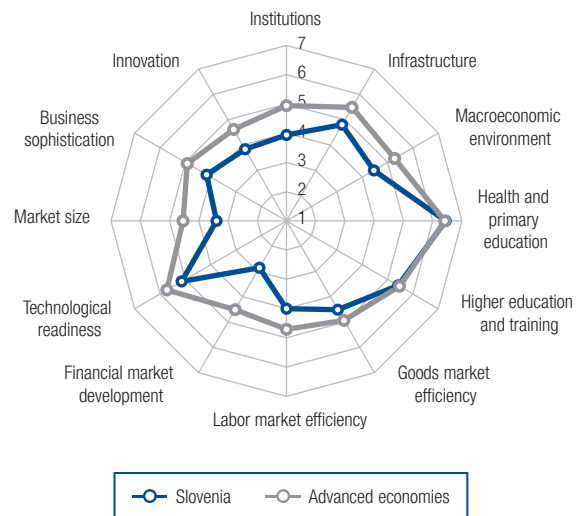 Institutions
Infrastructure
Macroeconomic
environment
Health and
primary
education
Higher education
and training
Goods market
efficiency
Labor market efficiency
Financial market
development
Technological
readiness
Market size
Business
sophistication
Innovation
7
6
5
4
3
2
1
Slovenia
Advanced economies